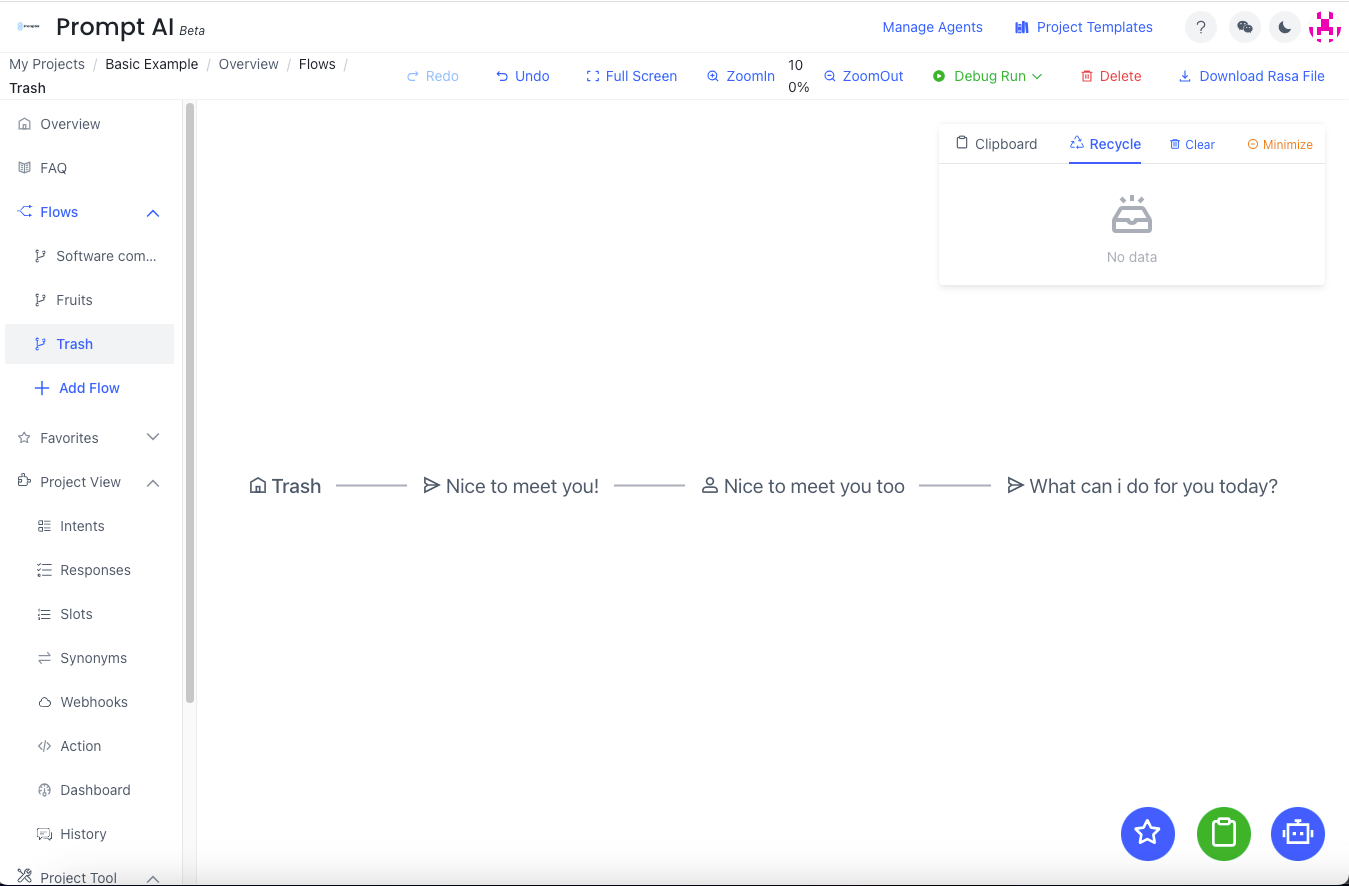 Prompt AI Beta
Manage Agents
Project Templates
?
My Projects / Basic Example / Overview / Flows /
Trash
Redo
Undo
Full Screen
ZoomIn
10
0%
ZoomOut
Debug Run
Delete
Download Rasa File
Overview
FAQ
Flows
Software com...
Fruits
Trash
Add Flow
Favorites
Project View
Intents
Responses
Slots
Synonyms
Webhooks
Action
Dashboard
History
Project Tool
Clipboard
Recycle
Clear
Minimize
No data
Trash
Nice to meet you!
Nice to meet you too
What can i do for you today?